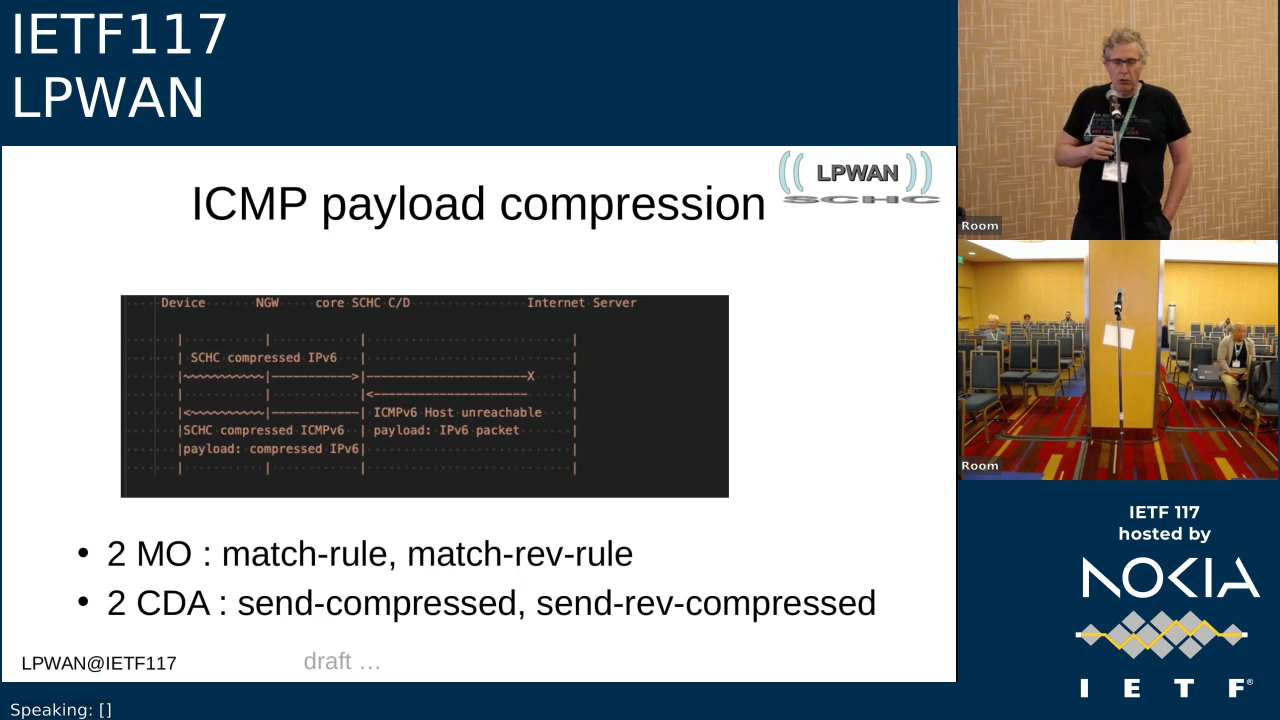 IETF117
LPWAN
ICMP payload compression
LPWAN
SCHC
Device NGW core SCHC C/D Internet Server
SCHC compressed IPv6
X
ICMPv6 Host unreachable
SCHC compressed ICMPv6 payload: IPv6 packet
payload: compressed IPv6
• 2 MO : match-rule, match-rev-rule
• 2 CDA : send-compressed, send-rev-compressed
LPWAN@IETF117
draft ...
Speaking: []
Room
Room
IETF 117
hosted by
NOKIA
I E T F®